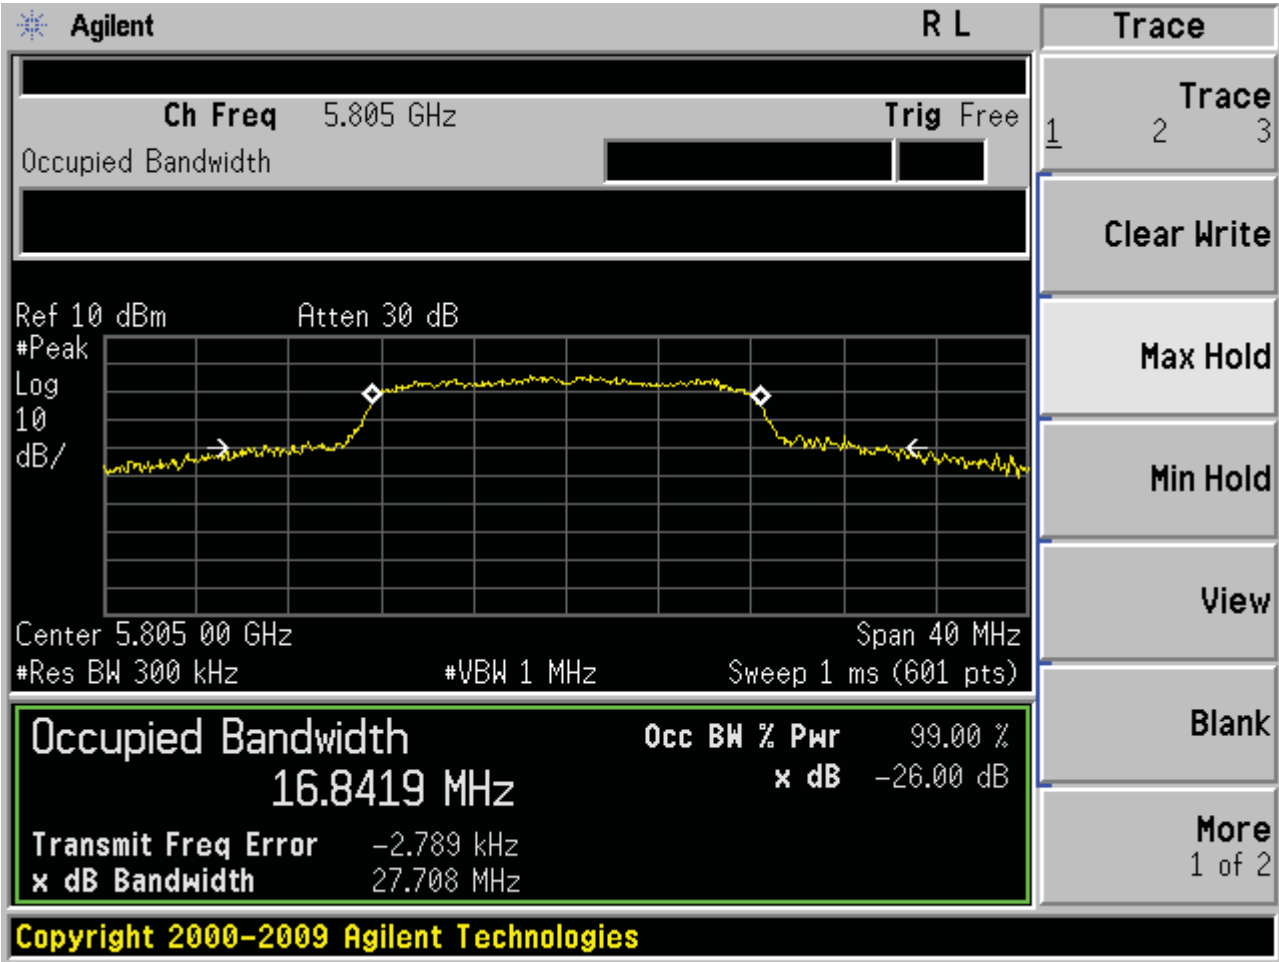 Agilent R L Trace
Ch Freq 5.805 GHz Trig Free
Occupied Bandwidth
Trace
1 2 3
Clear Write
Max Hold
Min Hold
View
Blank
More
1 of 2
Ref 10 dBm Atten 30 dB
#Peak
Log
10
dB/
Center 5.805 00 GHz Span 40 MHz
#Res BW 300 kHz #VBW 1 MHz Sweep 1 ms (601 pts)
Occupied Bandwidth Occ BW % Pwr 99.00 %
16.8419 MHz x dB -26.00 dB
Transmit Freq Error -2.789 kHz
x dB Bandwidth 27.708 MHz
Copyright 2000-2009 Agilent Technologies